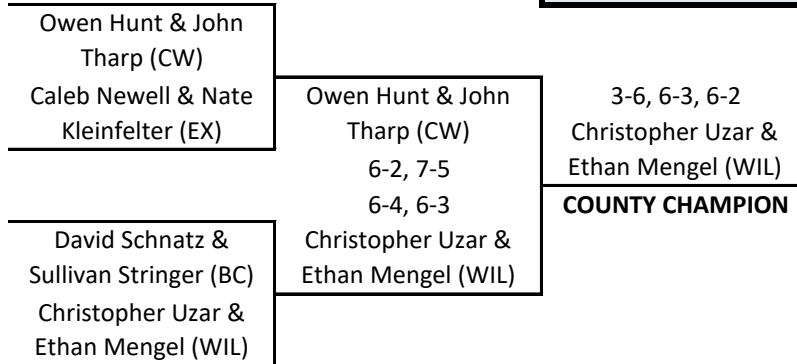 Owen Hunt & John
Tharp (CW)
Caleb Newell & Nate
Kleinfelter (EX)
Owen Hunt & John
Tharp (CW)
6-2, 7-5
6-4, 6-3
Christopher Uzar &
Ethan Mengel (WIL)
3-6, 6-3, 6-2
Christopher Uzar &
Ethan Mengel (WIL)
COUNTY CHAMPION
David Schnatz &
Sullivan Stringer (BC)
Christopher Uzar &
Ethan Mengel (WIL)